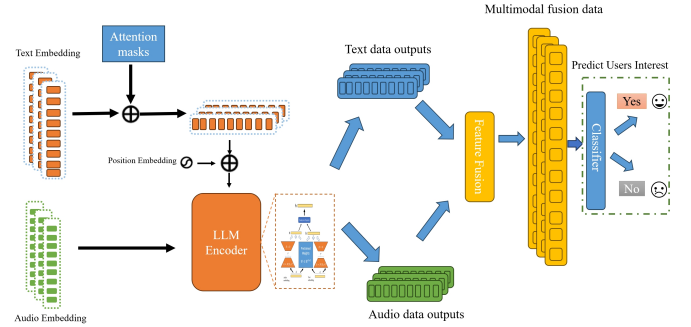 Multimodal fusion data
Attention
masks
Text Embedding
Text data outputs
Predict Users Interest
Yes
Feature Fusion
Classifier
Position Embedding
No
LLM
Encoder
Audio Embedding
Audio data outputs